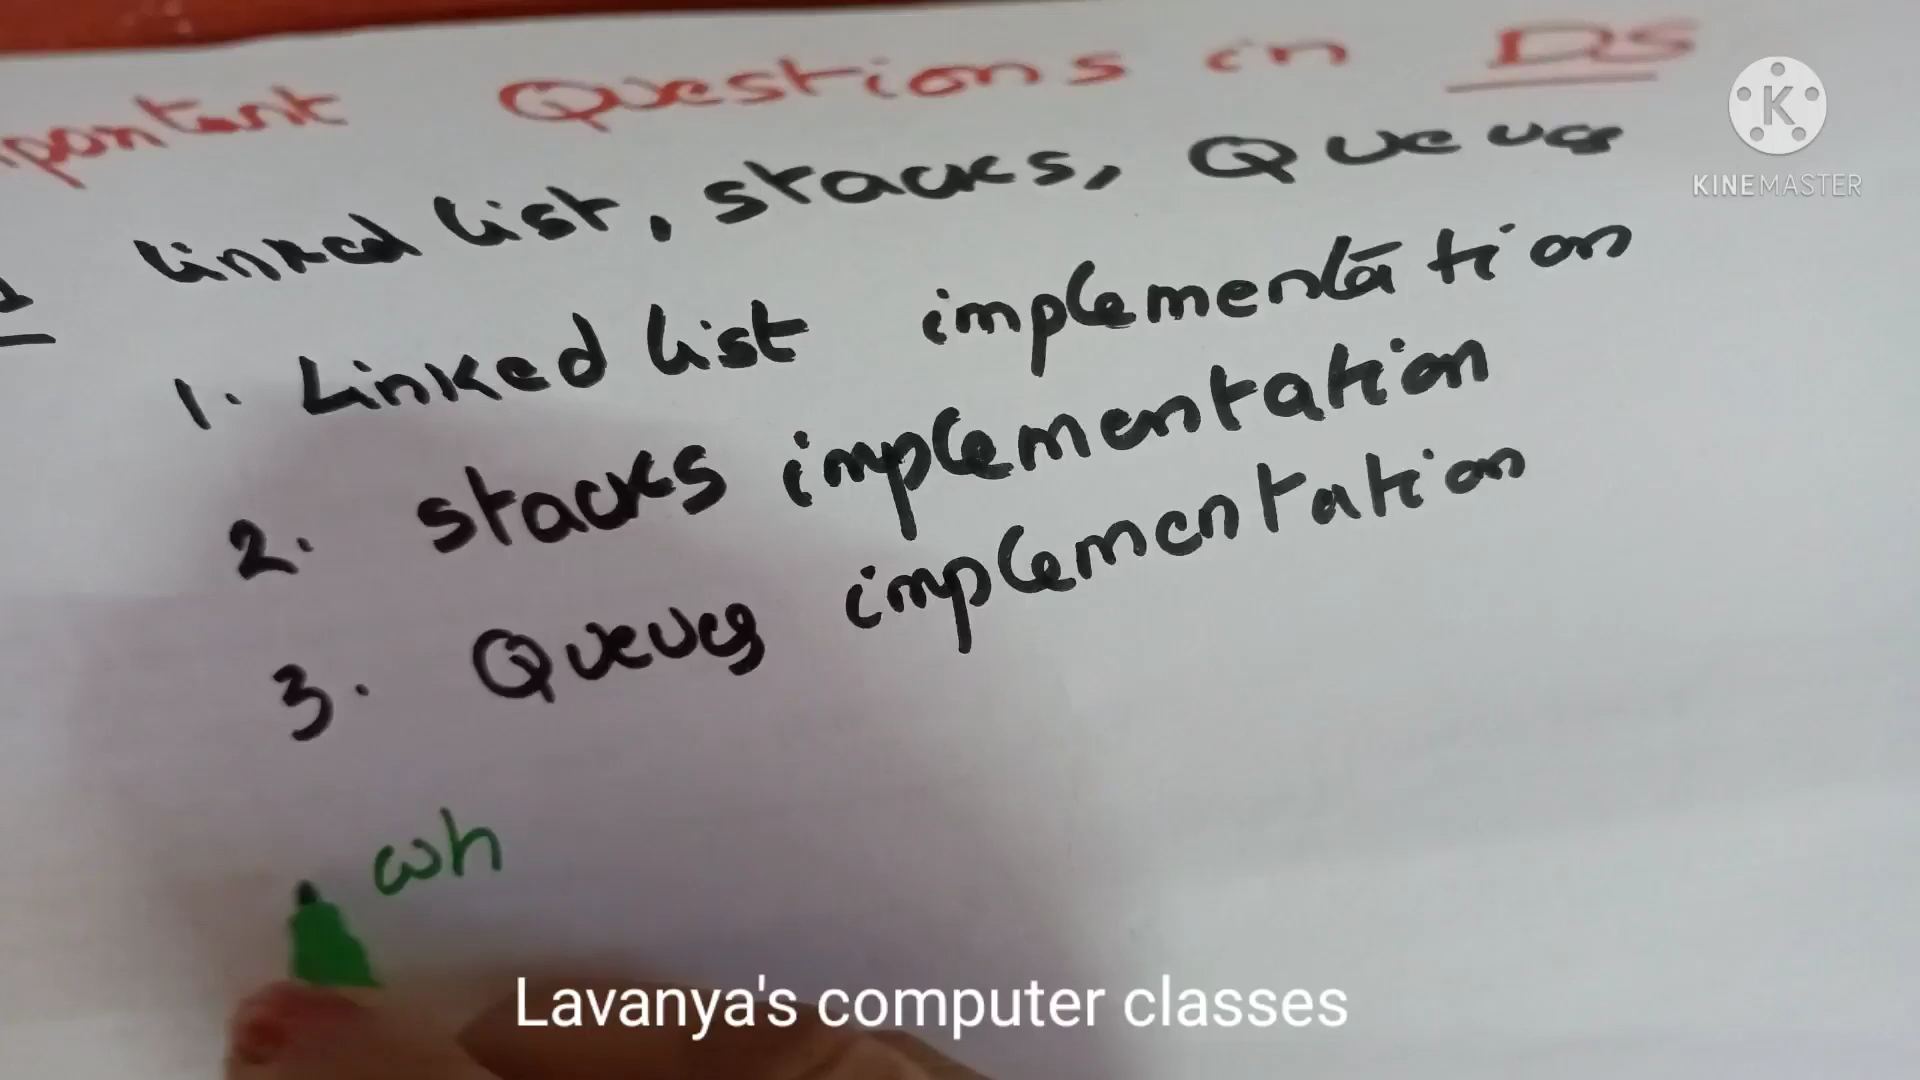 Questions in DS
Linked list, stacks, Queues
1. Linked list implementation
2. stacks implementation
3. Queues implementation
wh
K
KINEMASTER
Lavanya's computer classes